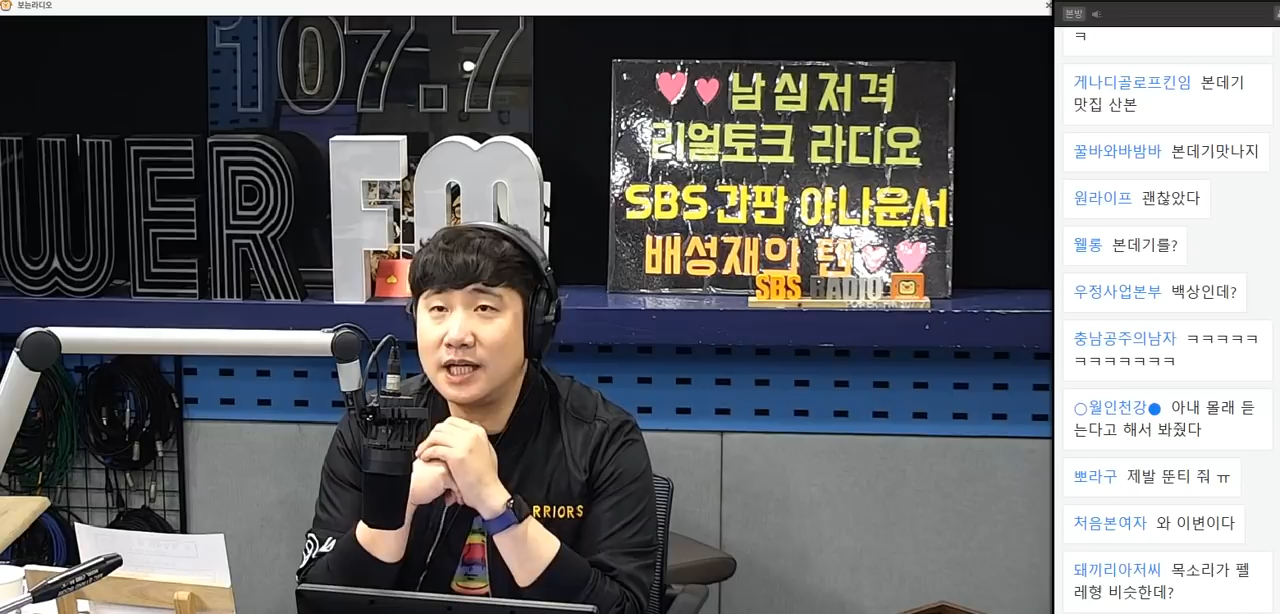 보는라디오
107.7
WER FM
남심저격
리얼토크 라디오
SBS 간판 아나운서
배성재의 텐
SBS RADIO
RRIORS
본방
ㅋ
게나디골로프킨임 본데기
맛집 산본
꿀바와바밤바 본데기맛나지
원라이프 괜찮았다
웰롱 본데기를?
우정사업본부 백상인데?
충남공주의남자 ㅋㅋㅋㅋㅋ
ㅋㅋㅋㅋㅋㅋㅋ
○월인천강● 아내 몰래 듣
는다고 해서 봐줬다
뽀라구 제발 뚠티 줘 ㅠ
처음본여자 와 이변이다
돼끼리아저씨 목소리가 펠
레형 비슷한데?